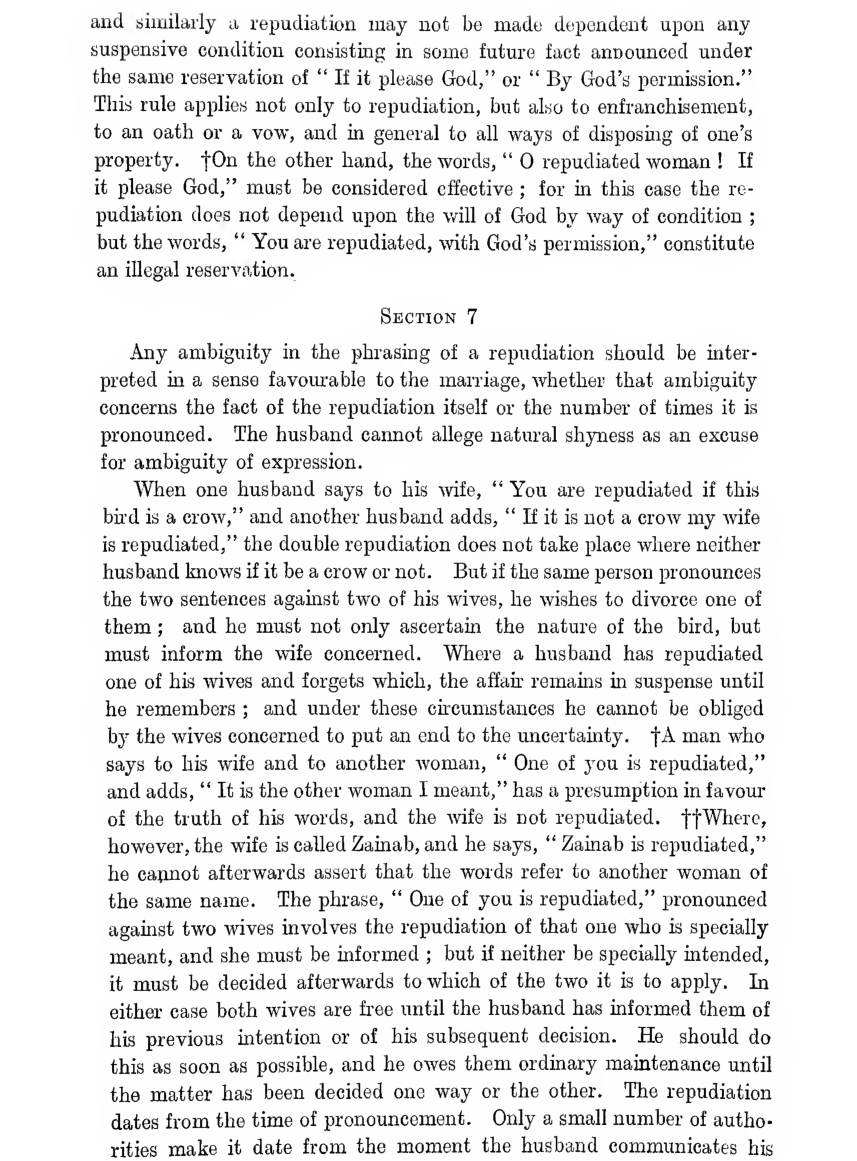 and similarly a repudiation may not be made dependent upon any
suspensive condition consisting in some future fact announced under
the same reservation of “ If it please God,” or “ By God’s permission.”
This rule applies not only to repudiation, but also to enfranchisement,
to an oath or a vow, and in general to all ways of disposing of one’s
property. †On the other hand, the words, “ O repudiated woman ! If
it please God,” must be considered effective ; for in this case the re-
pudiation does not depend upon the will of God by way of condition ;
but the words, “ You are repudiated, with God’s permission,” constitute
an illegal reservation.
SECTION 7
Any ambiguity in the phrasing of a repudiation should be inter-
preted in a sense favourable to the marriage, whether that ambiguity
concerns the fact of the repudiation itself or the number of times it is
pronounced. The husband cannot allege natural shyness as an excuse
for ambiguity of expression.
When one husband says to his wife, “ You are repudiated if this
bird is a crow,” and another husband adds, “ If it is not a crow my wife
is repudiated,” the double repudiation does not take place where neither
husband knows if it be a crow or not. But if the same person pronounces
the two sentences against two of his wives, he wishes to divorce one of
them ; and he must not only ascertain the nature of the bird, but
must inform the wife concerned. Where a husband has repudiated
one of his wives and forgets which, the affair remains in suspense until
he remembers ; and under these circumstances he cannot be obliged
by the wives concerned to put an end to the uncertainty. †A man who
says to his wife and to another woman, “ One of you is repudiated,”
and adds, “ It is the other woman I meant,” has a presumption in favour
of the truth of his words, and the wife is not repudiated. ††Where,
however, the wife is called Zainab, and he says, “ Zainab is repudiated,”
he cannot afterwards assert that the words refer to another woman of
the same name. The phrase, “ One of you is repudiated,” pronounced
against two wives involves the repudiation of that one who is specially
meant, and she must be informed ; but if neither be specially intended,
it must be decided afterwards to which of the two it is to apply. In
either case both wives are free until the husband has informed them of
his previous intention or of his subsequent decision. He should do
this as soon as possible, and he owes them ordinary maintenance until
the matter has been decided one way or the other. The repudiation
dates from the time of pronouncement. Only a small number of autho-
rities make it date from the moment the husband communicates his